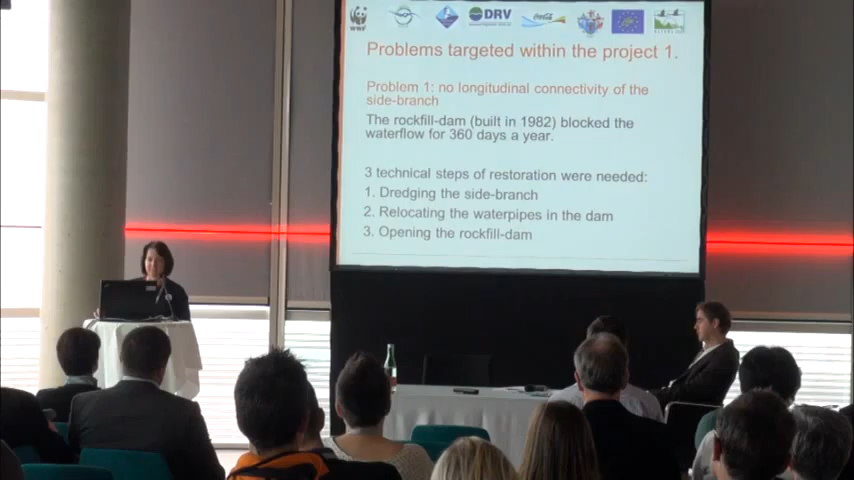 WWF
DRV
Coca-Cola
Problems targeted within the project 1.
Problem 1: no longitudinal connectivity of the
side-branch
The rockfill-dam (built in 1982) blocked the
waterflow for 360 days a year.
3 technical steps of restoration were needed:
1. Dredging the side-branch
2. Relocating the waterpipes in the dam
3. Opening the rockfill-dam